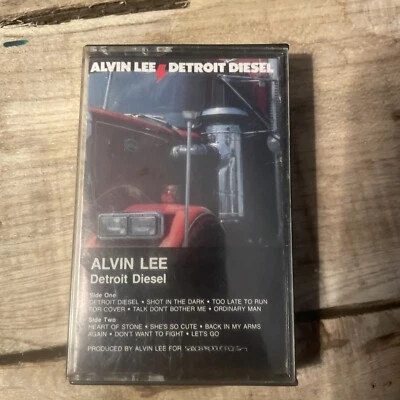 ALVIN LEE DETROIT DIESEL
ALVIN LEE
Detroit Diesel
Side One
DETROIT DIESEL • SHOT IN THE DARK • TOO LATE TO RUN
FOR COVER • TALK DON'T BOTHER ME • ORDINARY MAN
Side Two
HEART OF STONE • SHE'S SO CUTE • BACK IN MY ARMS
AGAIN • DON'T WANT TO FIGHT • LET'S GO
PRODUCED BY ALVIN LEE FOR